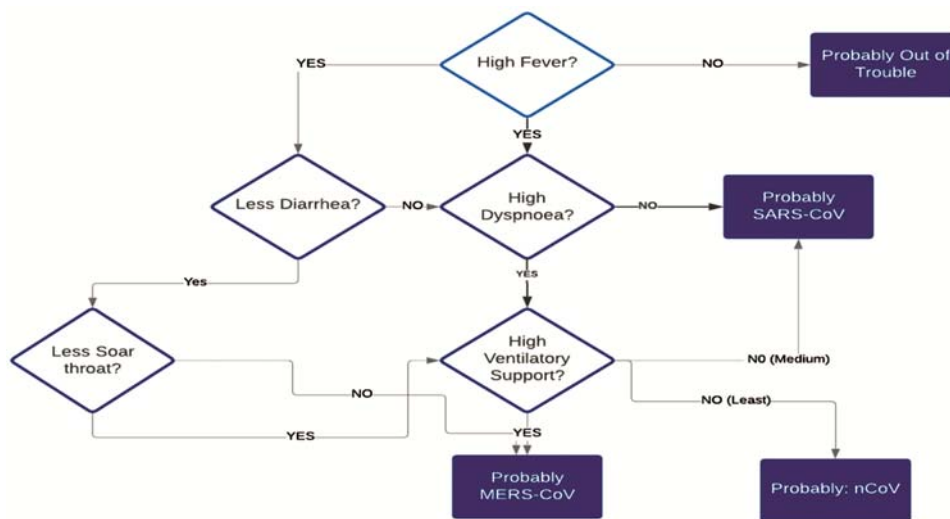 High Fever?
YES
NO
Probably Out of
Trouble
YES
Less Diarrhea?
NO
High
Dyspnoea?
NO
Probably
SARS-CoV
Yes
YES
Less Soar
throat?
High
Ventilatory
Support?
N0 (Medium)
NO
NO (Least)
YES
YES
Probably
MERS-CoV
Probably: nCoV